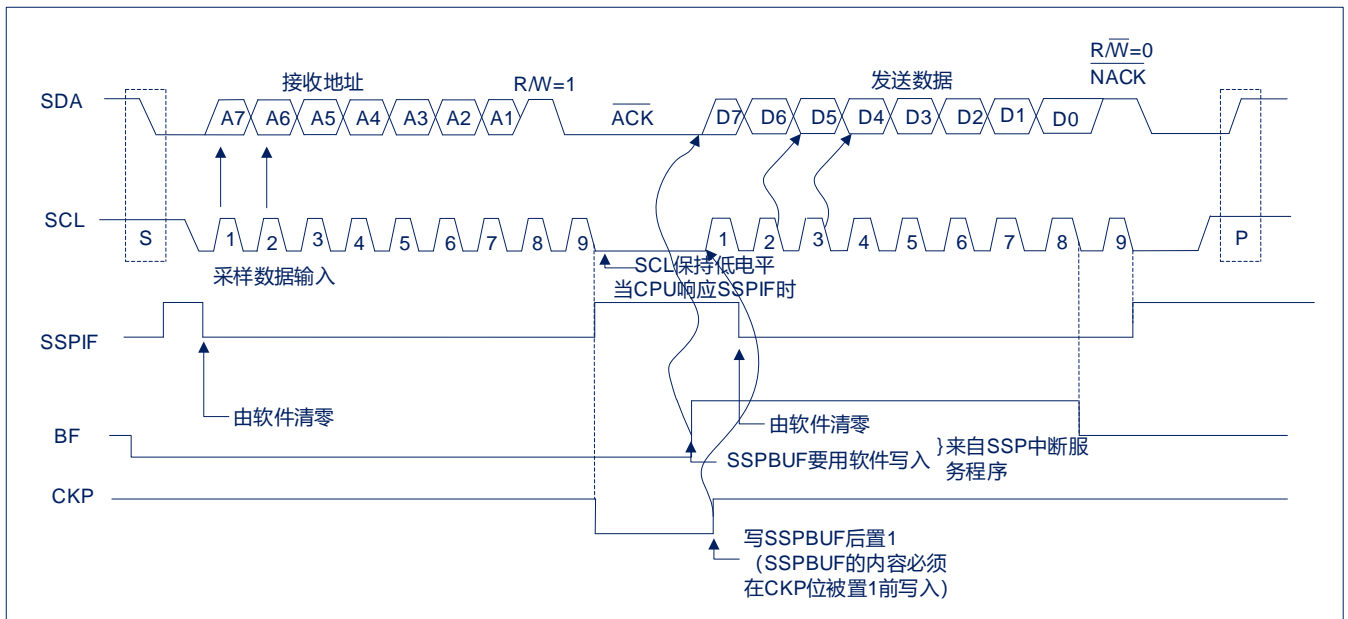 R/W=0
NACK
接收地址
R/W=1
发送数据
SDA
A7 A6 A5 A4 A3 A2 A1
ACK
D7 D6 D5 D4 D3 D2 D1 D0
SCL
S
1 2 3 4 5 6 7 8 9
1 2 3 4 5 6 7 8 9
P
采样数据输入
SCL保持低电平
当CPU响应SSPIF时
SSPIF
由软件清零
由软件清零
BF
SSPBUF要用软件写入
}来自SSP中断服
务程序
CKP
写SSPBUF后置1
（SSPBUF的内容必须
在CKP位被置1前写入）